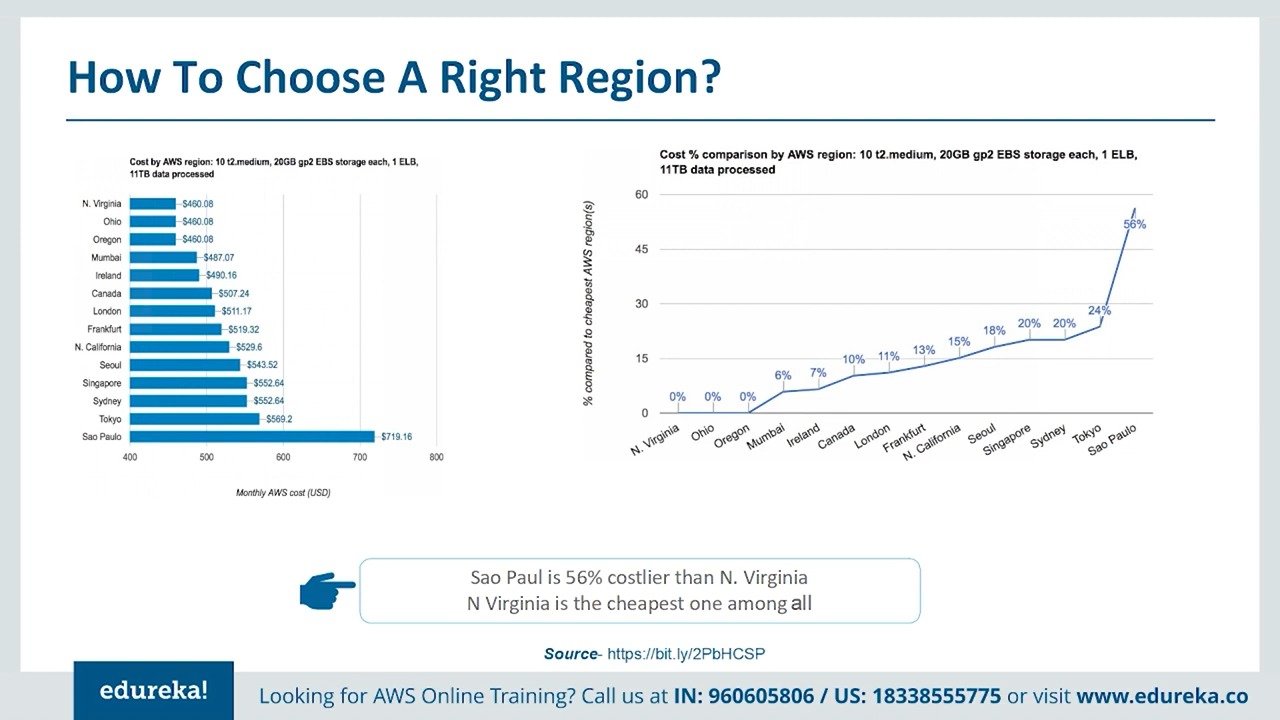 How To Choose A Right Region?
Cost by AWS region: 10 t2.medium, 20GB gp2 EBS storage each, 1 ELB,
11TB data processed
N. Virginia $460.08
Ohio $460.08
Oregon $460.08
Mumbai $487.07
Ireland $490.16
Canada $507.24
London $511.17
Frankfurt $519.32
N. California $529.6
Seoul $543.52
Singapore $552.64
Sydney $552.64
Tokyo $569.2
Sao Paulo $719.16
400 500 600 700 800
Monthly AWS cost (USD)
Cost % comparison by AWS region: 10 t2.medium, 20GB gp2 EBS storage each, 1 ELB,
11TB data processed
% compared to cheapest AWS region(s)
60
45
30
15
0
0% 0% 0% 6% 7% 10% 11% 13% 15% 18% 20% 20% 24% 56%
N. Virginia Ohio Oregon Mumbai Ireland Canada London Frankfurt N. California Seoul Singapore Sydney Tokyo Sao Paulo
Sao Paul is 56% costlier than N. Virginia
N Virginia is the cheapest one among all
Source- https://bit.ly/2PbHCSP
edureka!
Looking for AWS Online Training? Call us at IN: 960605806 / US: 18338555775 or visit www.edureka.co